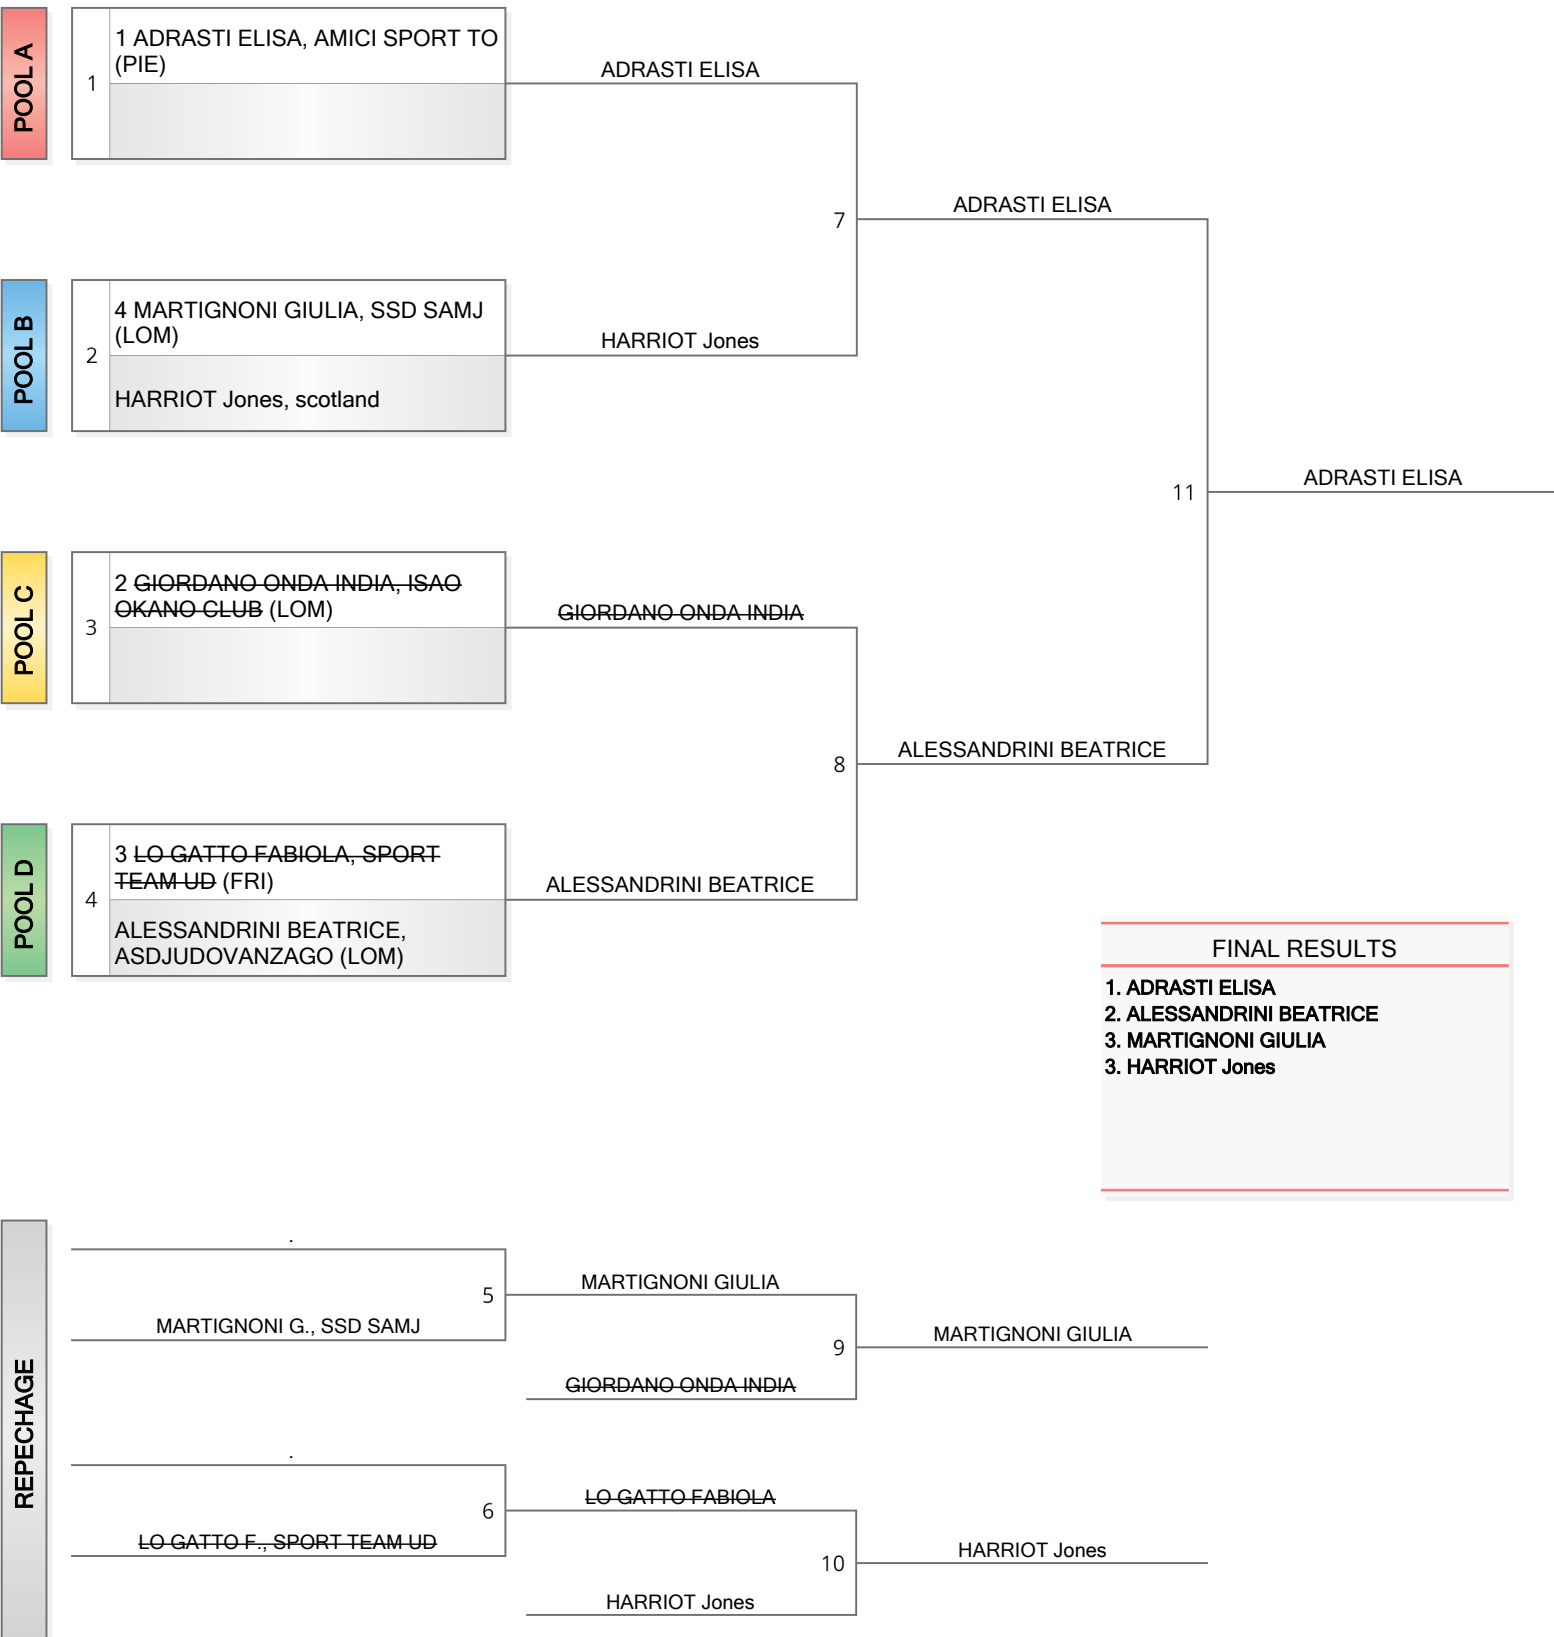 POOL A
1
1 ADRASTI ELISA, AMICI SPORT TO
(PIE)
ADRASTI ELISA
7
ADRASTI ELISA
POOL B
2
4 MARTIGNONI GIULIA, SSD SAMJ
(LOM)
HARRIOT Jones, scotland
HARRIOT Jones
11
ADRASTI ELISA
POOL C
3
2 GIORDANO ONDA INDIA, ISAO
OKANO CLUB (LOM)
GIORDANO ONDA INDIA
8
ALESSANDRINI BEATRICE
POOL D
4
3 LO GATTO FABIOLA, SPORT
TEAM UD (FRI)
ALESSANDRINI BEATRICE,
ASDJUDOVANZAGO (LOM)
ALESSANDRINI BEATRICE
FINAL RESULTS
1. ADRASTI ELISA
2. ALESSANDRINI BEATRICE
3. MARTIGNONI GIULIA
3. HARRIOT Jones
REPECHAGE
.
5
MARTIGNONI G., SSD SAMJ
MARTIGNONI GIULIA
9
GIORDANO ONDA INDIA
MARTIGNONI GIULIA
.
6
LO GATTO F., SPORT TEAM UD
LO GATTO FABIOLA
10
HARRIOT Jones
HARRIOT Jones